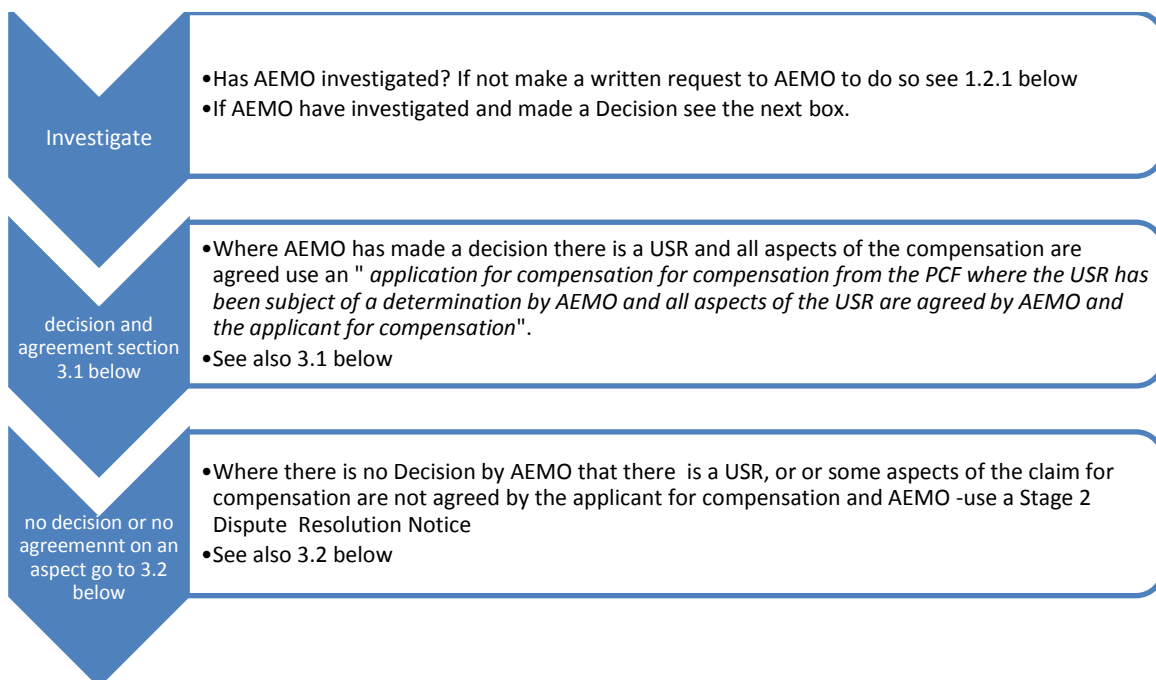 Investigate
•Has AEMO investigated? If not make a written request to AEMO to do so see 1.2.1 below
•If AEMO have investigated and made a Decision see the next box.
decision and
agreement section
3.1 below
•Where AEMO has made a decision there is a USR and all aspects of the compensation are
agreed use an " application for compensation for compensation from the PCF where the USR has
been subject of a determination by AEMO and all aspects of the USR are agreed by AEMO and
the applicant for compensation".
•See also 3.1 below
no decision or no
agreemennt on an
aspect go to 3.2
below
•Where there is no Decision by AEMO that there  is a USR, or or some aspects of the claim for
compensation are not agreed by the applicant for compensation and AEMO -use a Stage 2
Dispute  Resolution Notice
•See also 3.2 below